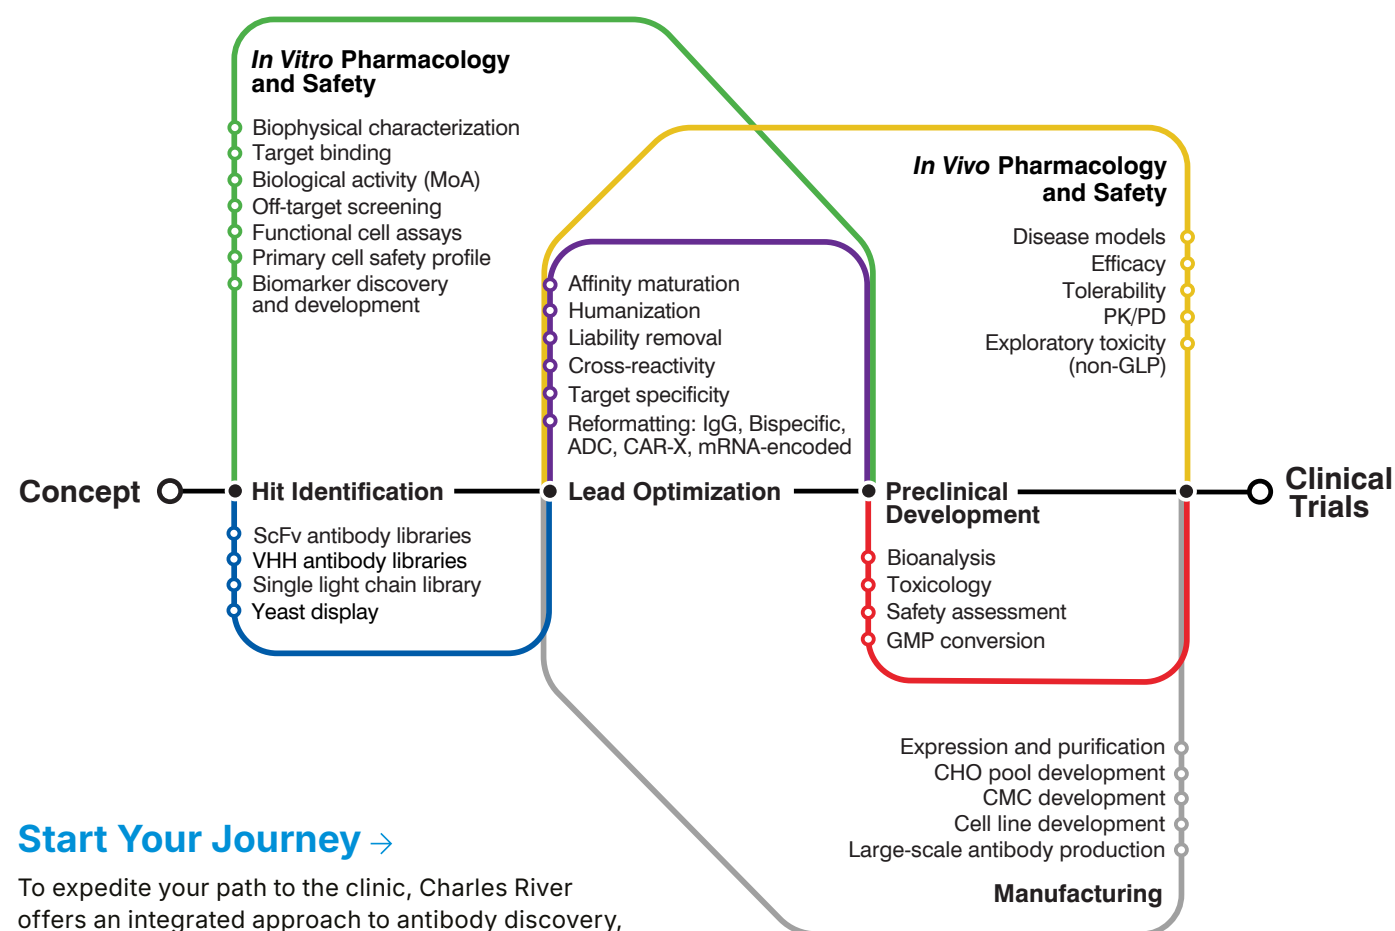 In Vitro Pharmacology
and Safety
Biophysical characterization
Target binding
Biological activity (MoA)
Off-target screening
Functional cell assays
Primary cell safety profile
Biomarker discovery
and development
In Vivo Pharmacology
and Safety
Disease models
Efficacy
Tolerability
PK/PD
Exploratory toxicity
(non-GLP)
Affinity maturation
Humanization
Liability removal
Cross-reactivity
Target specificity
Reformatting: IgG, Bispecific,
ADC, CAR-X, mRNA-encoded
Concept
Hit Identification
Lead Optimization
Preclinical
Development
Clinical
Trials
ScFv antibody libraries
VHH antibody libraries
Single light chain library
Yeast display
Bioanalysis
Toxicology
Safety assessment
GMP conversion
Expression and purification
CHO pool development
CMC development
Cell line development
Large-scale antibody production
Manufacturing
Start Your Journey →
To expedite your path to the clinic, Charles River
offers an integrated approach to antibody discovery,